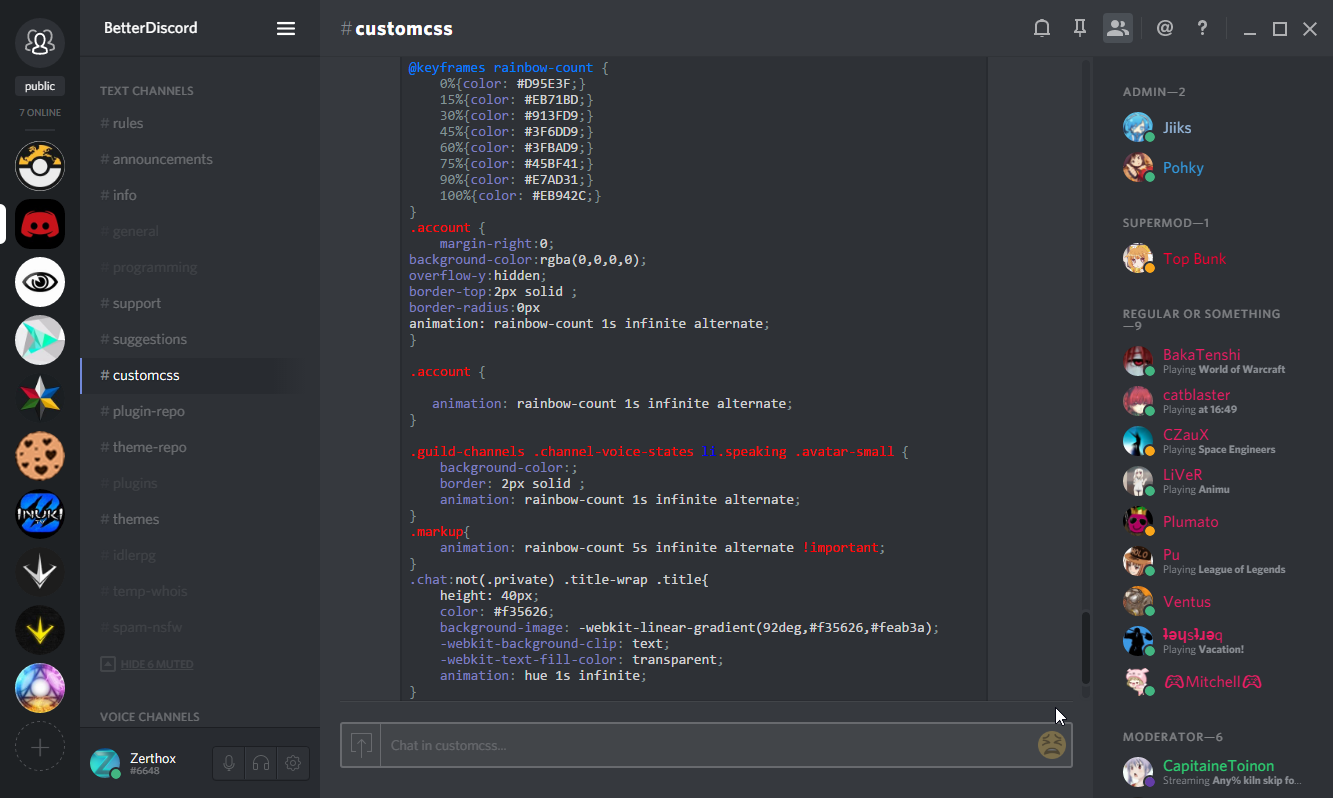 public
7 ONLINE
INUKI
BetterDiscord
TEXT CHANNELS
# rules
# announcements
# info
# general
# programming
# support
# suggestions
# customcss
# plugin-repo
# theme-repo
# plugins
# themes
# idlerpg
# temp-whois
# spam-nsfw
HIDE 6 MUTED
VOICE CHANNELS
Zerthox
#6648
#customcss
@keyframes rainbow-count {
0%{color: #D95E3F;}
15%{color: #EB71BD;}
30%{color: #913FD9;}
45%{color: #3F6DD9;}
60%{color: #3FBAD9;}
75%{color: #45BF41;}
90%{color: #E7AD31;}
100%{color: #EB942C;}
}
.account {
margin-right:0;
background-color:rgba(0,0,0,0);
overflow-y:hidden;
border-top:2px solid ;
border-radius:0px
animation: rainbow-count 1s infinite alternate;
}
.account {
animation: rainbow-count 1s infinite alternate;
}
.guild-channels .channel-voice-states li.speaking .avatar-small {
background-color:;
border: 2px solid ;
animation: rainbow-count 1s infinite alternate;
}
.markup{
animation: rainbow-count 5s infinite alternate !important;
}
.chat:not(.private) .title-wrap .title{
height: 40px;
color: #f35626;
background-image: -webkit-linear-gradient(92deg,#f35626,#feab3a);
-webkit-background-clip: text;
-webkit-text-fill-color: transparent;
animation: hue 1s infinite;
}
Chat in customcss...
@ ?
ADMIN—2
Jiiks
Pohky
SUPERMOD—1
Top Bunk
REGULAR OR SOMETHING
—9
BakaTenshi
Playing World of Warcraft
catblaster
Playing at 16:49
CZauX
Playing Space Engineers
LiVeR
Playing Animu
Plumato
Pu
Playing League of Legends
Ventus
Playing Vacation!
Mitchell
MODERATOR—6
CapitaineToinon
Streaming Any% kiln skip fo...